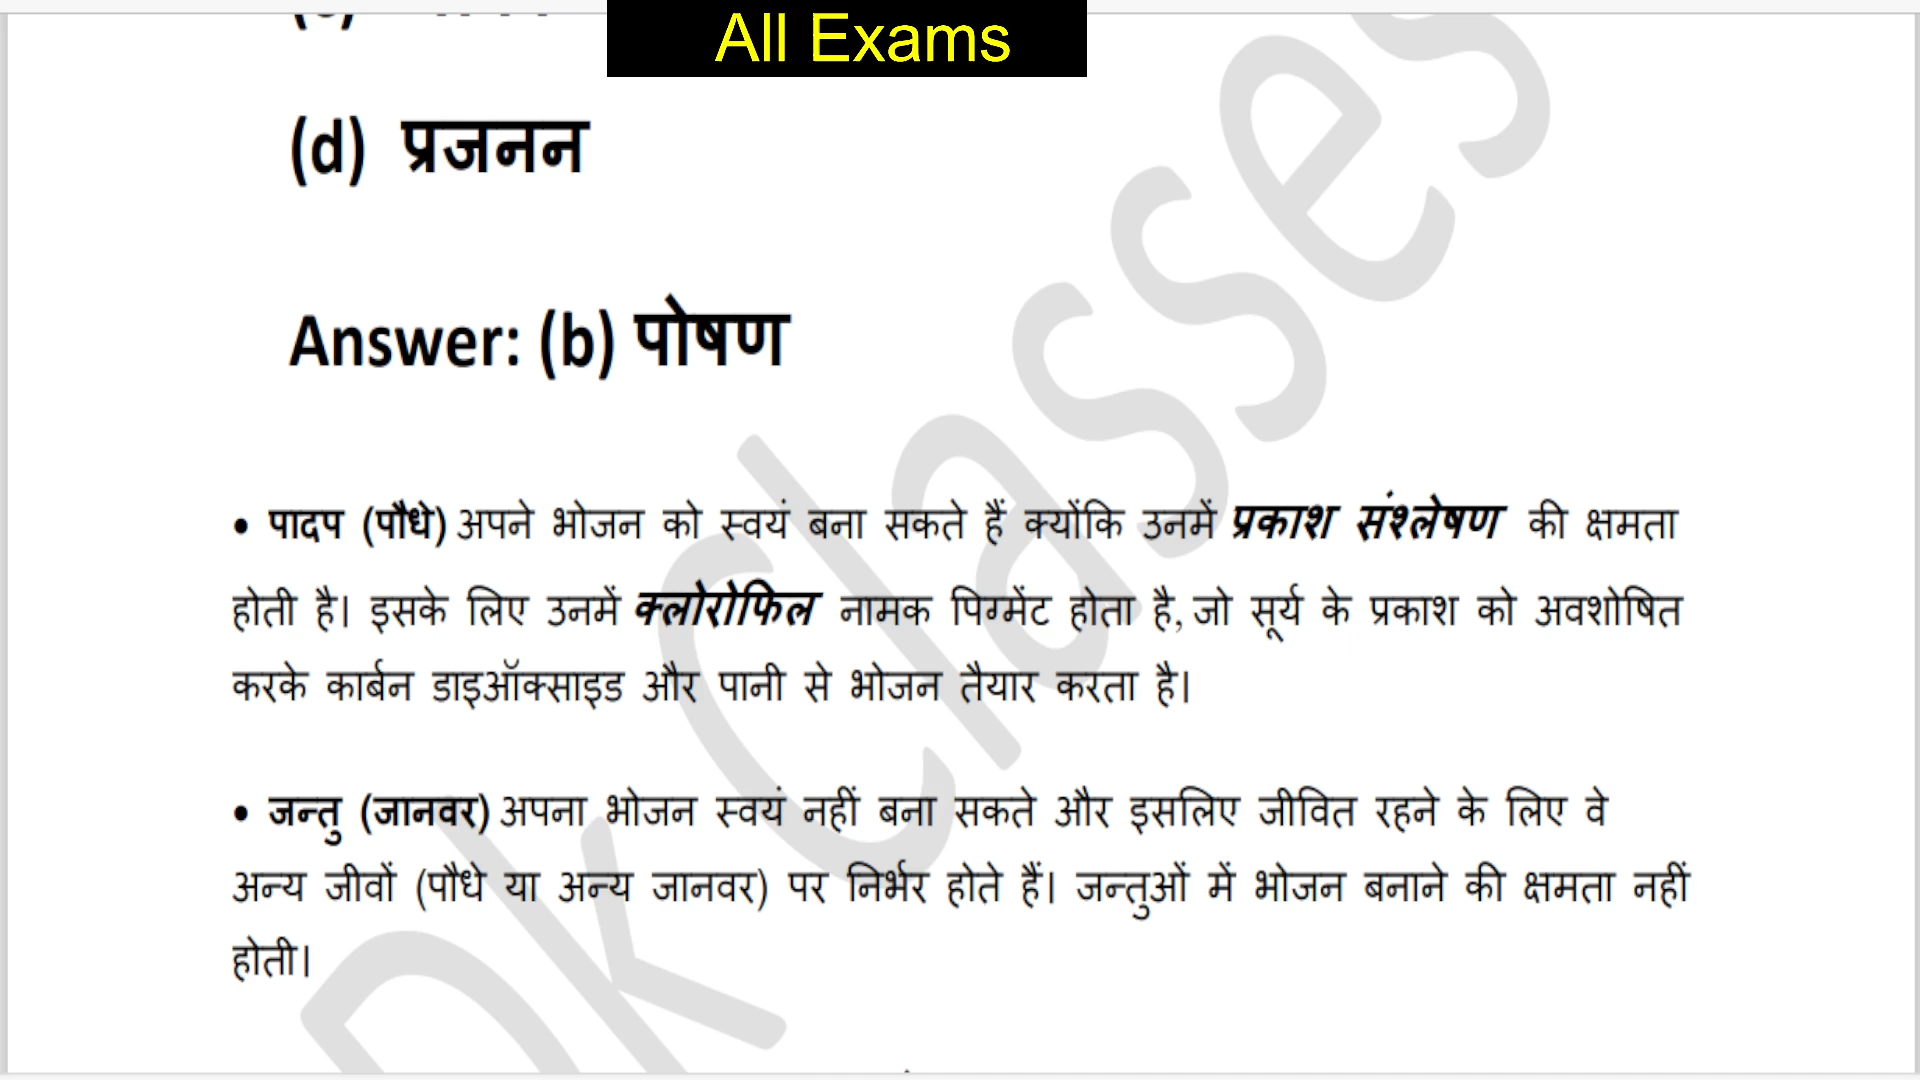 All Exams
(d) प्रजनन
Answer: (b) पोषण
• पादप (पौधे) अपने भोजन को स्वयं बना सकते हैं क्योंकि उनमें प्रकाश संश्लेषण की क्षमता
होती है। इसके लिए उनमें क्लोरोफिल नामक पिग्मेंट होता है, जो सूर्य के प्रकाश को अवशोषित
करके कार्बन डाइऑक्साइड और पानी से भोजन तैयार करता है।
• जन्तु (जानवर) अपना भोजन स्वयं नहीं बना सकते और इसलिए जीवित रहने के लिए वे
अन्य जीवों (पौधे या अन्य जानवर) पर निर्भर होते हैं। जन्तुओं में भोजन बनाने की क्षमता नहीं
होती।
Dk Classes